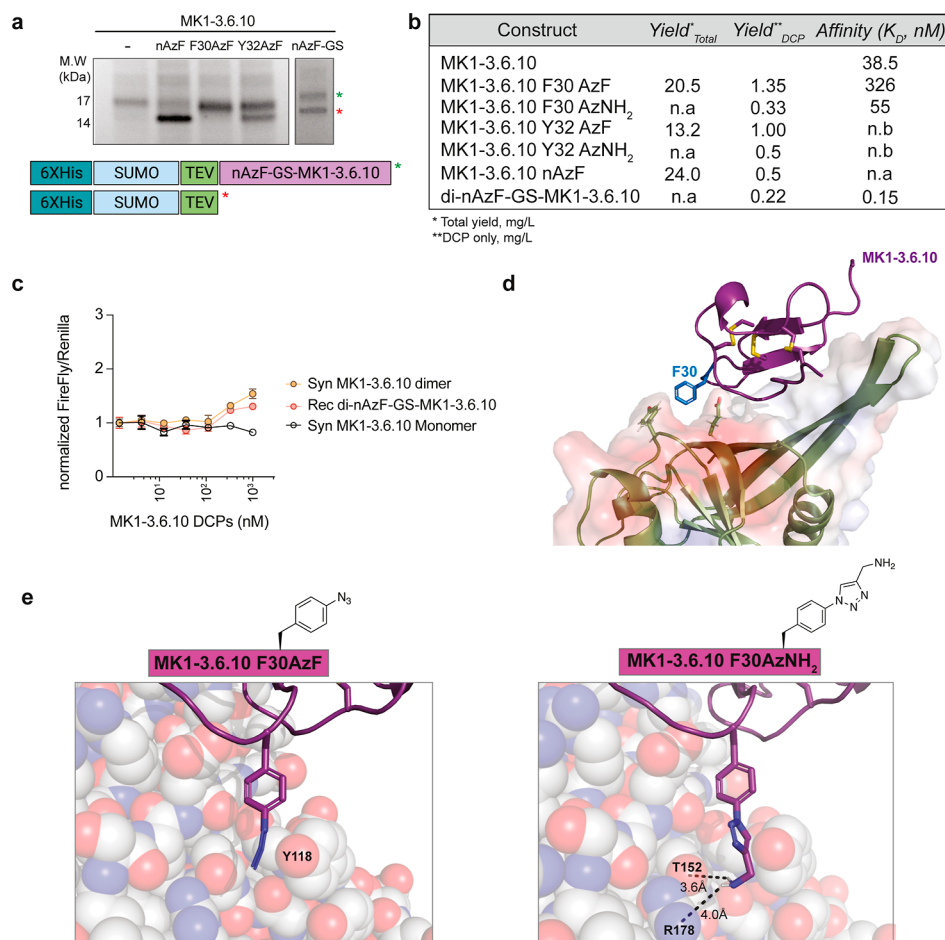 a
MK1-3.6.10
- nAzF F30AzF Y32AzF nAzF-GS
M.W
(kDa)
17
14
*
*
6XHis SUMO TEV nAzF-GS-MK1-3.6.10 *
6XHis SUMO TEV *
b
Construct Yield*Total Yield**DCP Affinity (KD, nM)
MK1-3.6.10 38.5
MK1-3.6.10 F30 AzF 20.5 1.35 326
MK1-3.6.10 F30 AzNH2 n.a 0.33 55
MK1-3.6.10 Y32 AzF 13.2 1.00 n.b
MK1-3.6.10 Y32 AzNH2 n.a 0.5 n.b
MK1-3.6.10 nAzF 24.0 0.5 n.a
di-nAzF-GS-MK1-3.6.10 n.a 0.22 0.15
* Total yield, mg/L
**DCP only, mg/L
c
normalized FireFly/Renilla
3
2
1
0
10¹ 10² 10³
MK1-3.6.10 DCPs (nM)
Syn MK1-3.6.10 dimer
Rec di-nAzF-GS-MK1-3.6.10
Syn MK1-3.6.10 Monomer
d
MK1-3.6.10
F30
e
N3
MK1-3.6.10 F30AzF
Y118
NH2
N N N
MK1-3.6.10 F30AzNH2
T152
3.6Å
4.0Å
R178